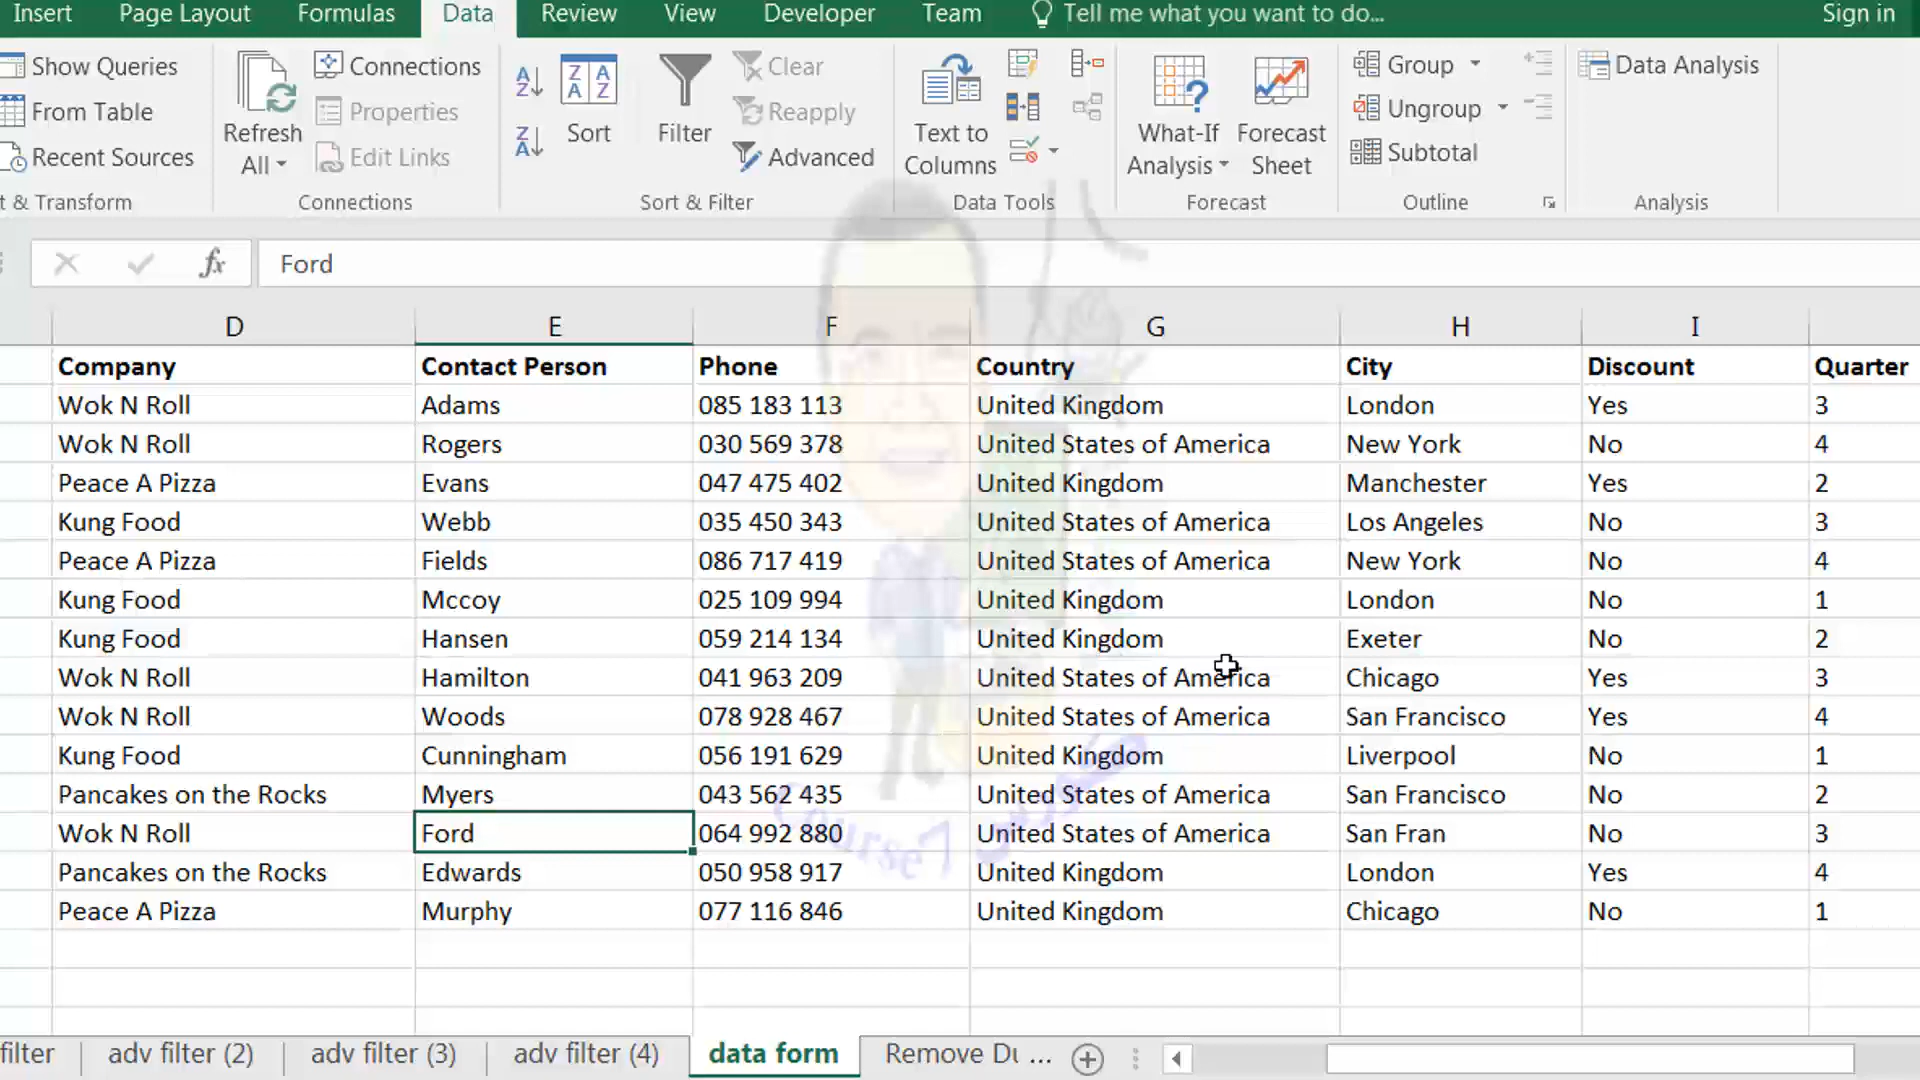 Insert Page Layout Formulas Data Review View Developer Team Tell me what you want to do... Sign in
Show Queries
From Table
Recent Sources
t & Transform
Refresh
All
Connections
Properties
Edit Links
Connections
Sort
Filter
Clear
Reapply
Advanced
Sort & Filter
Text to
Columns
Data Tools
What-If
Analysis
Forecast
Sheet
Forecast
Group
Ungroup
Subtotal
Outline
Data Analysis
Analysis
fx Ford
D E F G H I
Company Contact Person Phone Country City Discount Quarter
Wok N Roll Adams 085 183 113 United Kingdom London Yes 3
Wok N Roll Rogers 030 569 378 United States of America New York No 4
Peace A Pizza Evans 047 475 402 United Kingdom Manchester Yes 2
Kung Food Webb 035 450 343 United States of America Los Angeles No 3
Peace A Pizza Fields 086 717 419 United States of America New York No 4
Kung Food Mccoy 025 109 994 United Kingdom London No 1
Kung Food Hansen 059 214 134 United Kingdom Exeter No 2
Wok N Roll Hamilton 041 963 209 United States of America Chicago Yes 3
Wok N Roll Woods 078 928 467 United States of America San Francisco Yes 4
Kung Food Cunningham 056 191 629 United Kingdom Liverpool No 1
Pancakes on the Rocks Myers 043 562 435 United States of America San Francisco No 2
Wok N Roll Ford 064 992 880 United States of America San Fran No 3
Pancakes on the Rocks Edwards 050 958 917 United Kingdom London Yes 4
Peace A Pizza Murphy 077 116 846 United Kingdom Chicago No 1
Course7
filter adv filter (2) adv filter (3) adv filter (4) data form Remove Du ...